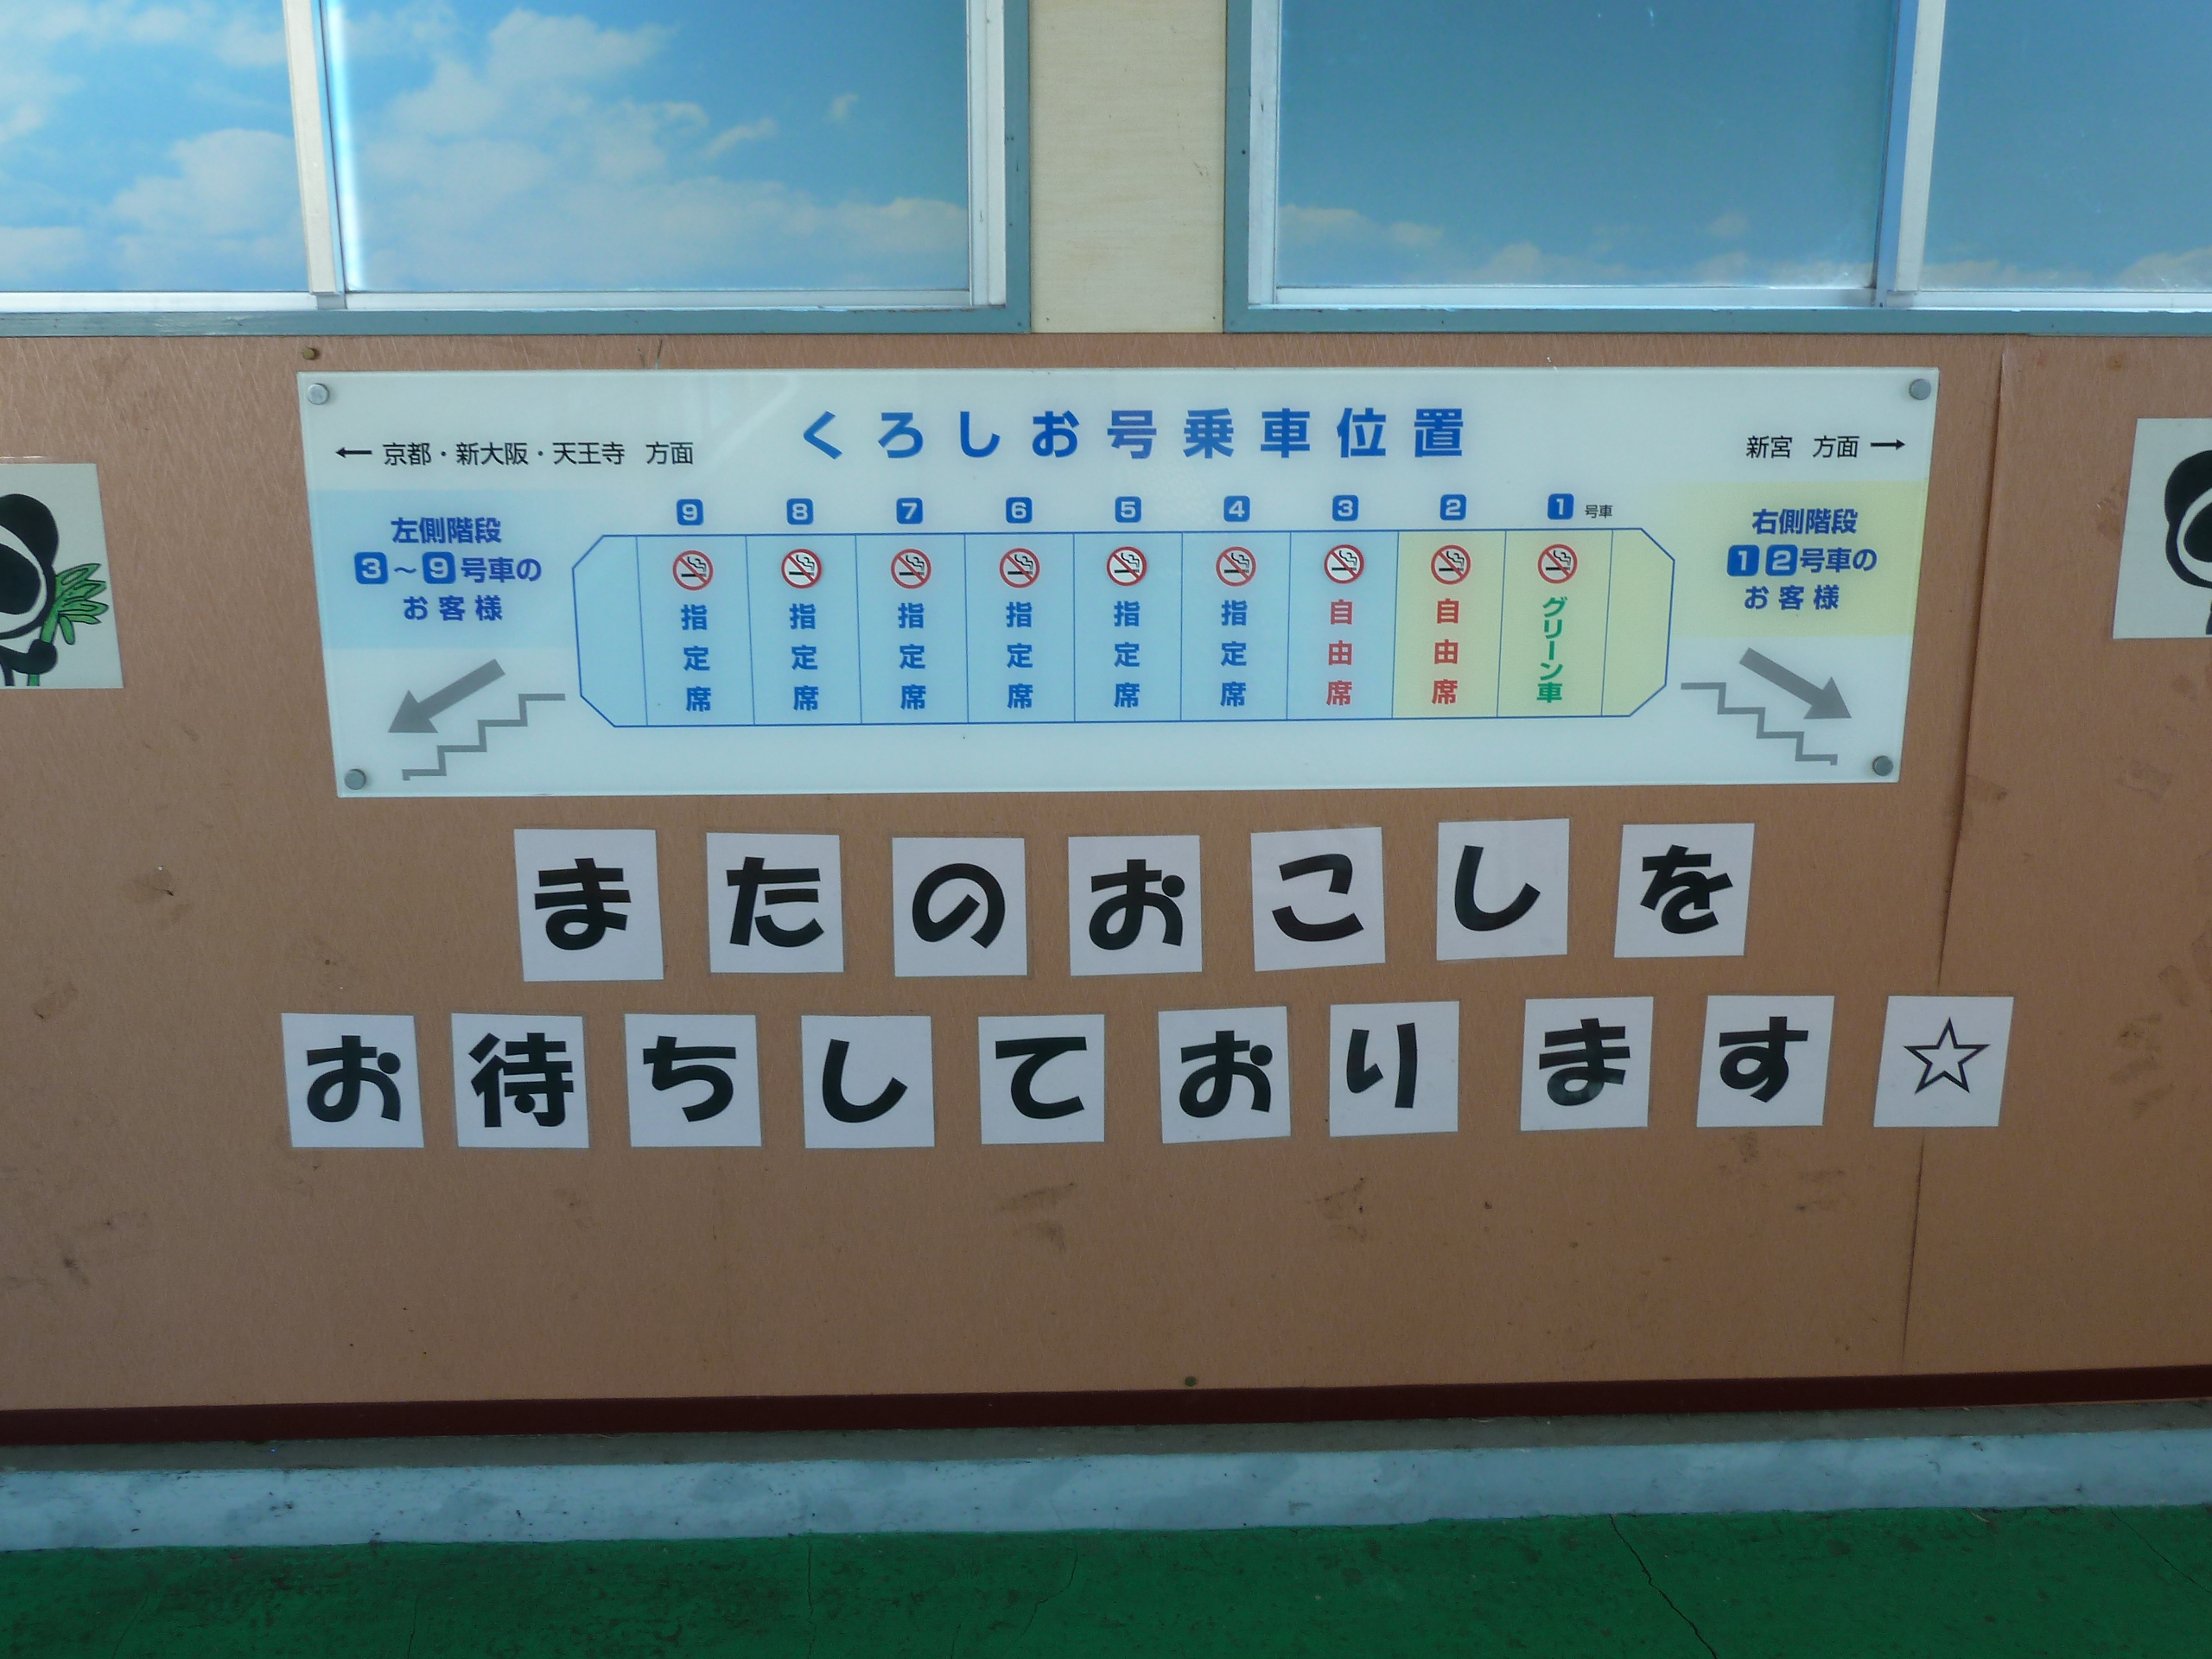 くろしお号乗車位置
← 京都・新大阪・天王寺 方面
新宮 方面 →
左側階段
3～9号車の
お客様
9 8 7 6 5 4 3 2 1 号車
指定席 指定席 指定席 指定席 指定席 指定席 自由席 自由席 グリーン車
右側階段
1 2号車の
お客様
またのおこしを
お待ちしております☆